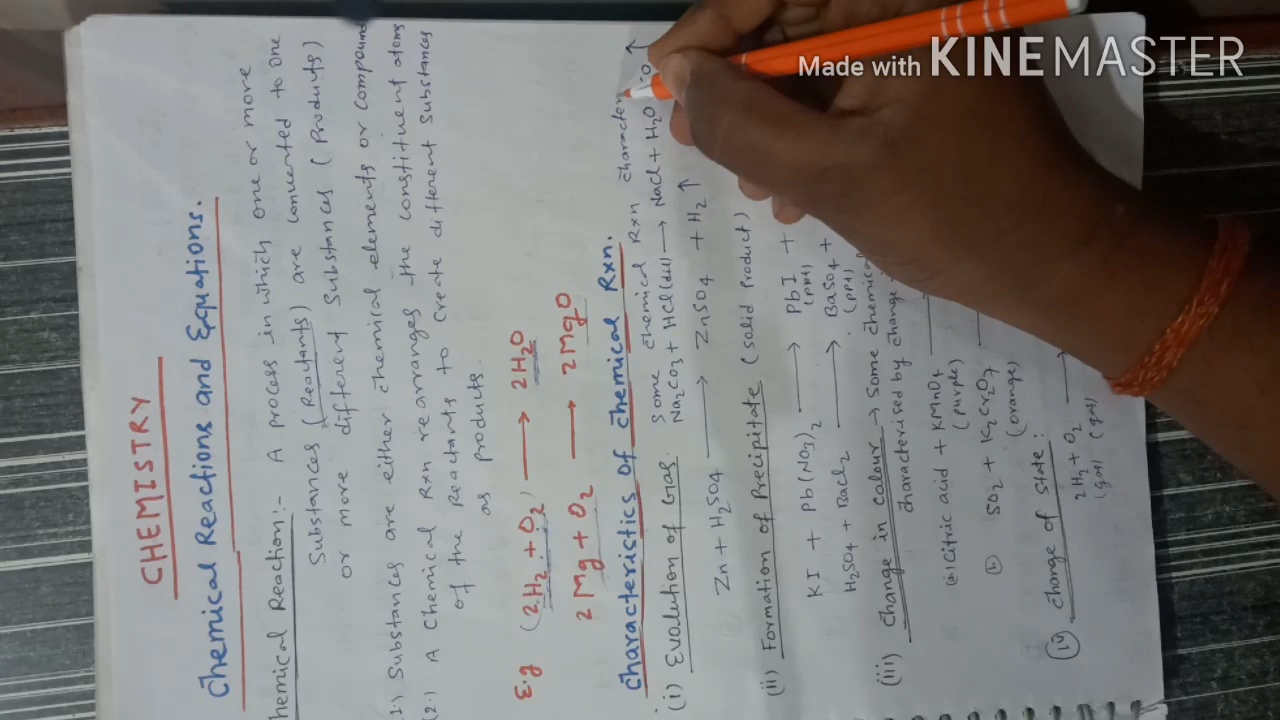 CHEMISTRY
Chemical Reactions and Equations.
hemical Reaction:- A process in which one or more
Substances (Reactants) are converted to one
or more different Substances (Products)
1.) Substances are either chemical elements or compound
(2.) A Chemical Rxn rearranges the constituent atoms
of the Reactants to create different Substances
as products.
E.g (2H2 + O2) → 2H2O
2Mg + O2 → 2MgO
Characteristics of Chemical Rxn.
(i) Evalution of Gas. Some chemical Rxn character
Na2CO3 + HCl(dil) → NaCl + H2O ↑
Zn + H2SO4 → ZnSO4 + H2 ↑
(ii) Formation of Precipitate (Solid Product)
KI + Pb(NO3)2 → PbI +
(PPt)
H2SO4 + BaCl2 → BaSO4 +
(PPt)
(iii) Change in Colour → Some chemical
characterised by change
(a) Citric acid + KMnO4
(purple)
(b) SO2 + K2Cr2O7
(orange)
(iv) Change of State:
2H2 + O2 →
(gas) (gas)
Made with KINEMASTER